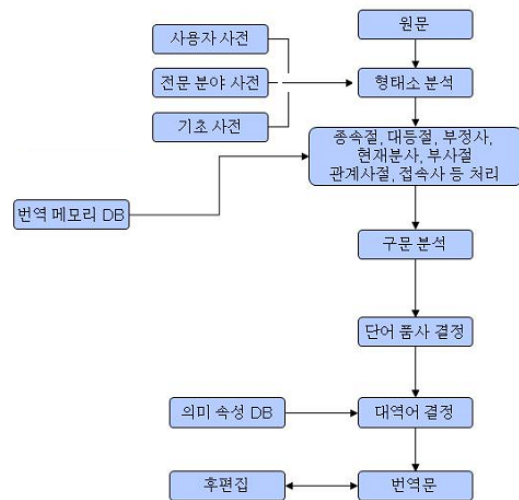 원문
사용자 사전
전문 분야 사전
기초 사전
형태소 분석
종속절, 대등절, 부정사,
현재분사, 부사절
관계사절, 접속사 등 처리
번역 메모리 DB
구문 분석
단어 품사 결정
의미 속성 DB
대역어 결정
후편집
번역문